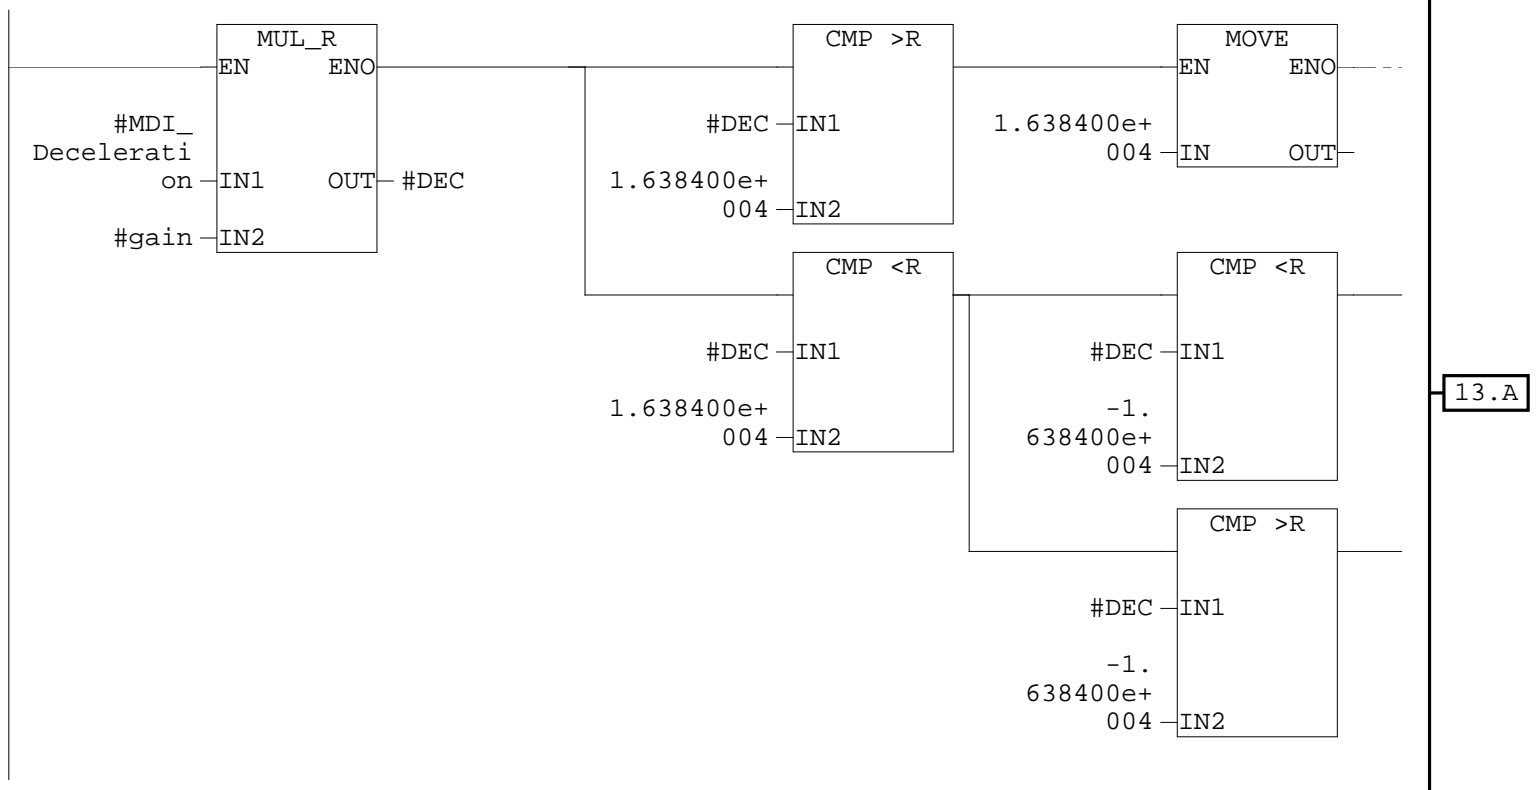 MUL_R
EN ENO
#MDI_
Decelerati
on IN1 OUT #DEC
#gain IN2
CMP >R
#DEC IN1
1.638400e+
004 IN2
MOVE
EN ENO
1.638400e+
004 IN OUT
CMP <R
#DEC IN1
1.638400e+
004 IN2
CMP <R
#DEC IN1
-1.
638400e+
004 IN2
CMP >R
#DEC IN1
-1.
638400e+
004 IN2
13.A